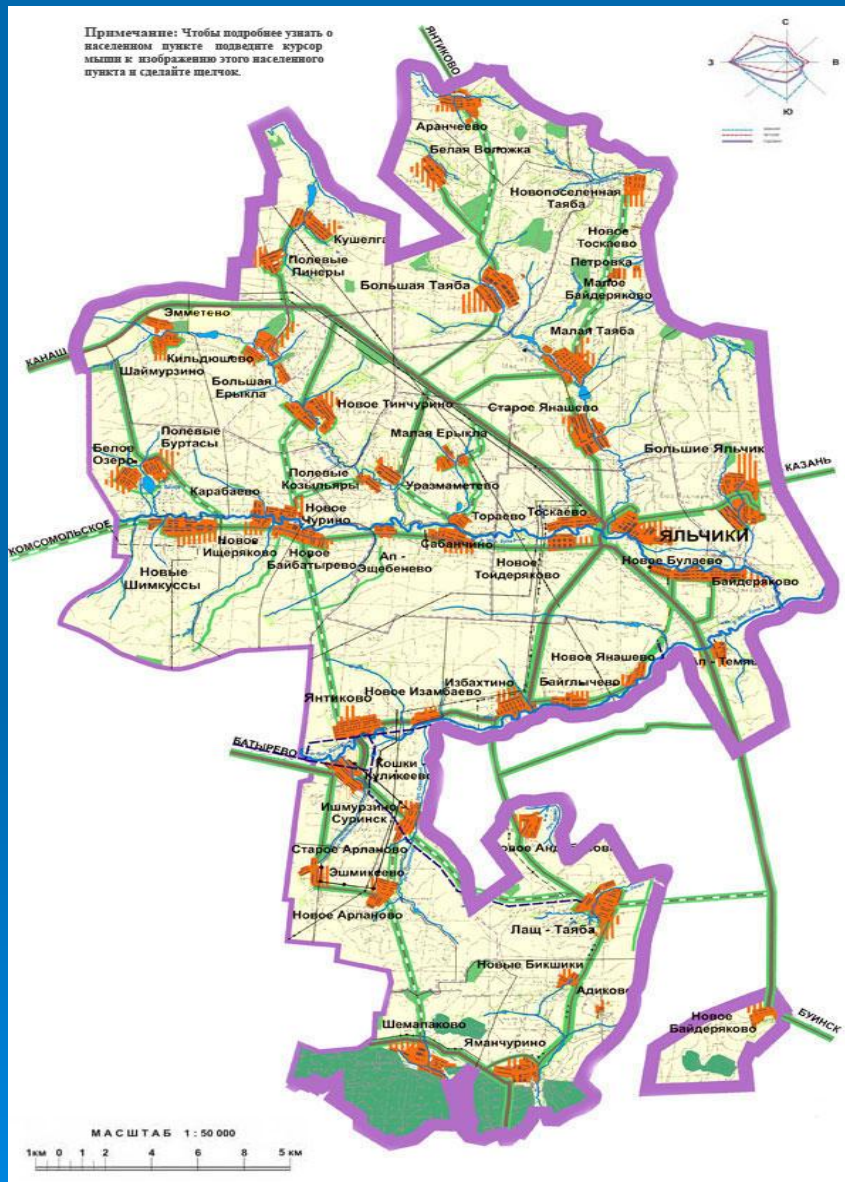 Примечание: Чтобы подробнее узнать о
населенном пункте подведите курсор
мыши к изображению этого населенного
пункта и сделайте щелчок.
С
З
В
Ю
ЯНТИКОВО
Аранчеево
Белая Воложка
Новопоселенная
Таяба
Новое
Тоскаево
Кушелга
Полевые
Линеры
Петровка
Большая Таяба
Малое
Байдеряково
Эмметево
Малая Таяба
КАНАШ
Кильдюшево
Шаймурзино
Большая
Ерыкла
Новое Тинчурино
Старое Янашево
Полевые
Буртасы
Малая Ерыкла
Белое
Озеро
Большие Яльчик
КАЗАНЬ
Полевые
Козыльяры
Уразмаметево
Карабаево
Новое
Чурино
Тораево
Тоскаево
КОМСОМОЛЬСКОЕ
ЯЛЬЧИКИ
Новое
Ищеряково
Новое
Байбатырево
Сабанчино
Ап -
Эщебенево
Новое
Тойдеряково
Новое Булаево
Байдеряково
Новые
Шимкуссы
Новое Янашево
Ап - Темяш
Избахтино
Байглычево
Янтиково
Новое Изамбаево
БАТЫРЕВО
Кошки -
Куликеево
Ишмурзино
Суринск
Старое Арланово
Эшмикеево
Новое Арланово
Лащ - Таяба
Новые Бикшики
Адиково
Шемалаково
Яманчурино
Новое
Байдеряково
БУИНСК
МАСШТАБ 1 : 50 000
1км 0 1 2 4 6 8 5 км